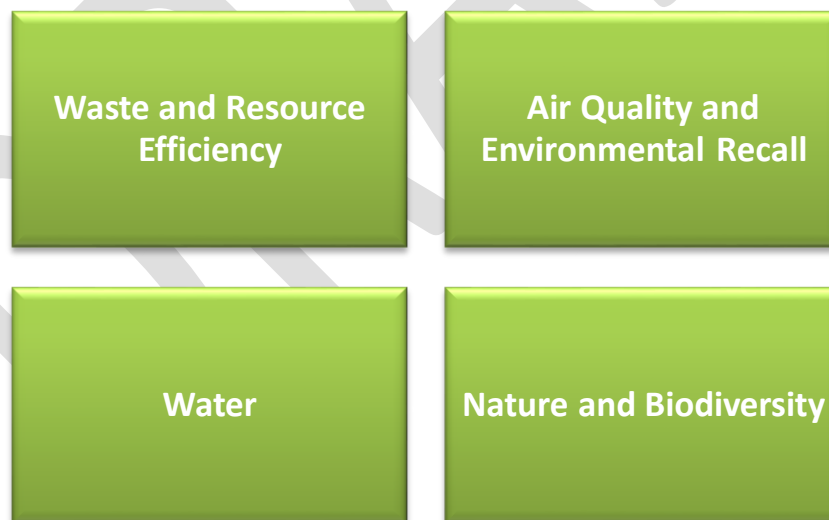 Waste and Resource
Efficiency
Air Quality and
Environmental Recall
Water
Nature and Biodiversity